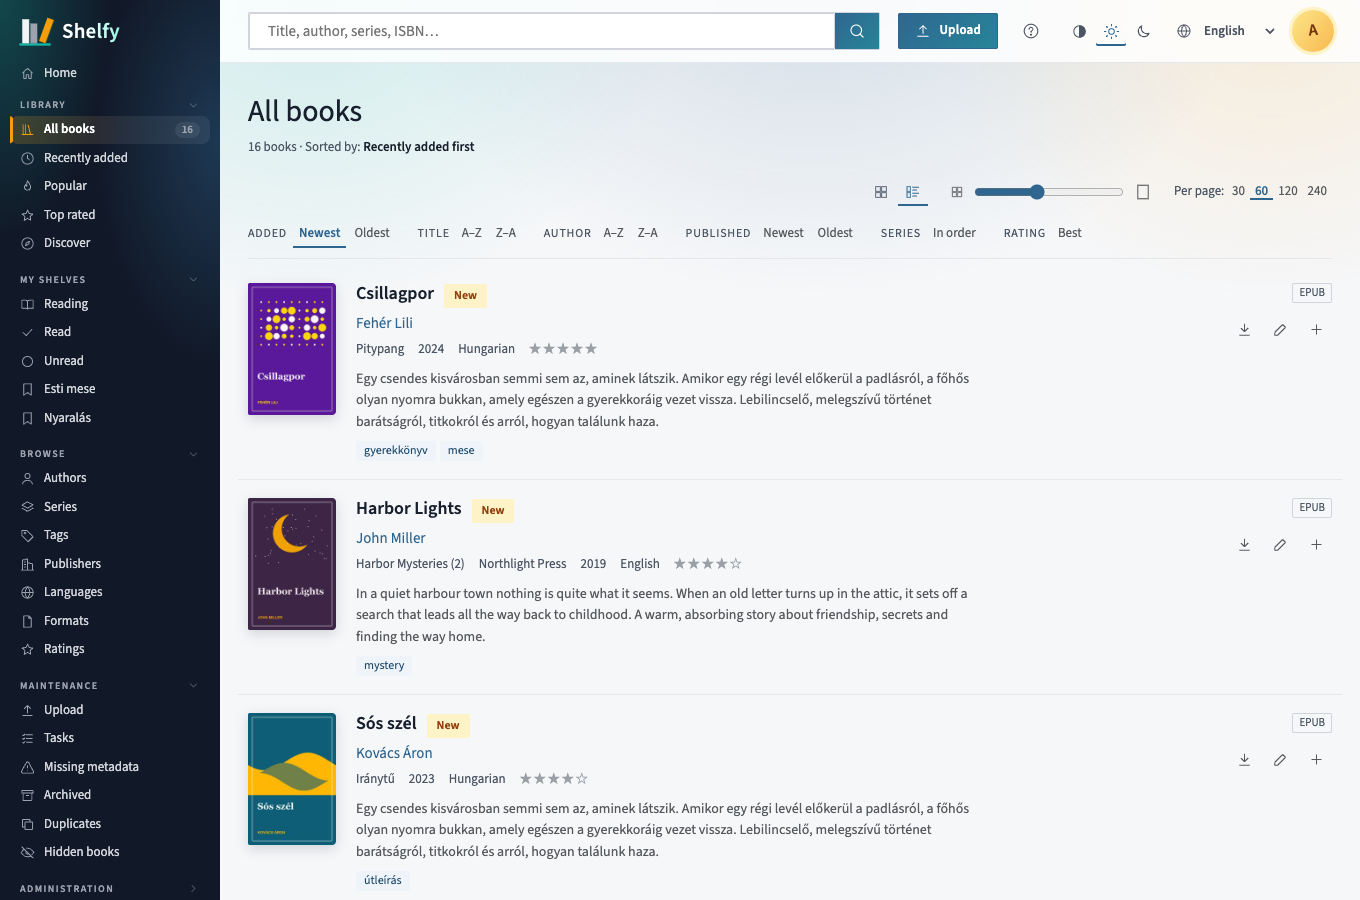 Shelfy
Home
LIBRARY
All books 16
Recently added
Popular
Top rated
Discover
MY SHELVES
Reading
Read
Unread
Esti mese
Nyaralás
BROWSE
Authors
Series
Tags
Publishers
Languages
Formats
Ratings
MAINTENANCE
Upload
Tasks
Missing metadata
Archived
Duplicates
Hidden books
ADMINISTRATION
Title, author, series, ISBN…
Upload
English
A
All books
16 books · Sorted by: Recently added first
Per page: 30 60 120 240
ADDED Newest Oldest TITLE A–Z Z–A AUTHOR A–Z Z–A PUBLISHED Newest Oldest SERIES In order RATING Best
Csillagpor
FEHÉR LILI
Csillagpor New
EPUB
Fehér Lili
Pitypang 2024 Hungarian ★★★★★
Egy csendes kisvárosban semmi sem az, aminek látszik. Amikor egy régi levél előkerül a padlásról, a főhős
olyan nyomra bukkan, amely egészen a gyerekkoráig vezet vissza. Lebilincselő, melegszívű történet
barátságról, titkokról és arról, hogyan találunk haza.
gyerekkönyv mese
Harbor Lights
JOHN MILLER
Harbor Lights New
EPUB
John Miller
Harbor Mysteries (2) Northlight Press 2019 English ★★★★☆
In a quiet harbour town nothing is quite what it seems. When an old letter turns up in the attic, it sets off a
search that leads all the way back to childhood. A warm, absorbing story about friendship, secrets and
finding the way home.
mystery
Sós szél
KOVÁCS ÁRON
Sós szél New
EPUB
Kovács Áron
Iránytű 2023 Hungarian ★★★★☆
Egy csendes kisvárosban semmi sem az, aminek látszik. Amikor egy régi levél előkerül a padlásról, a főhős
olyan nyomra bukkan, amely egészen a gyerekkoráig vezet vissza. Lebilincselő, melegszívű történet
barátságról, titkokról és arról, hogyan találunk haza.
útleírás